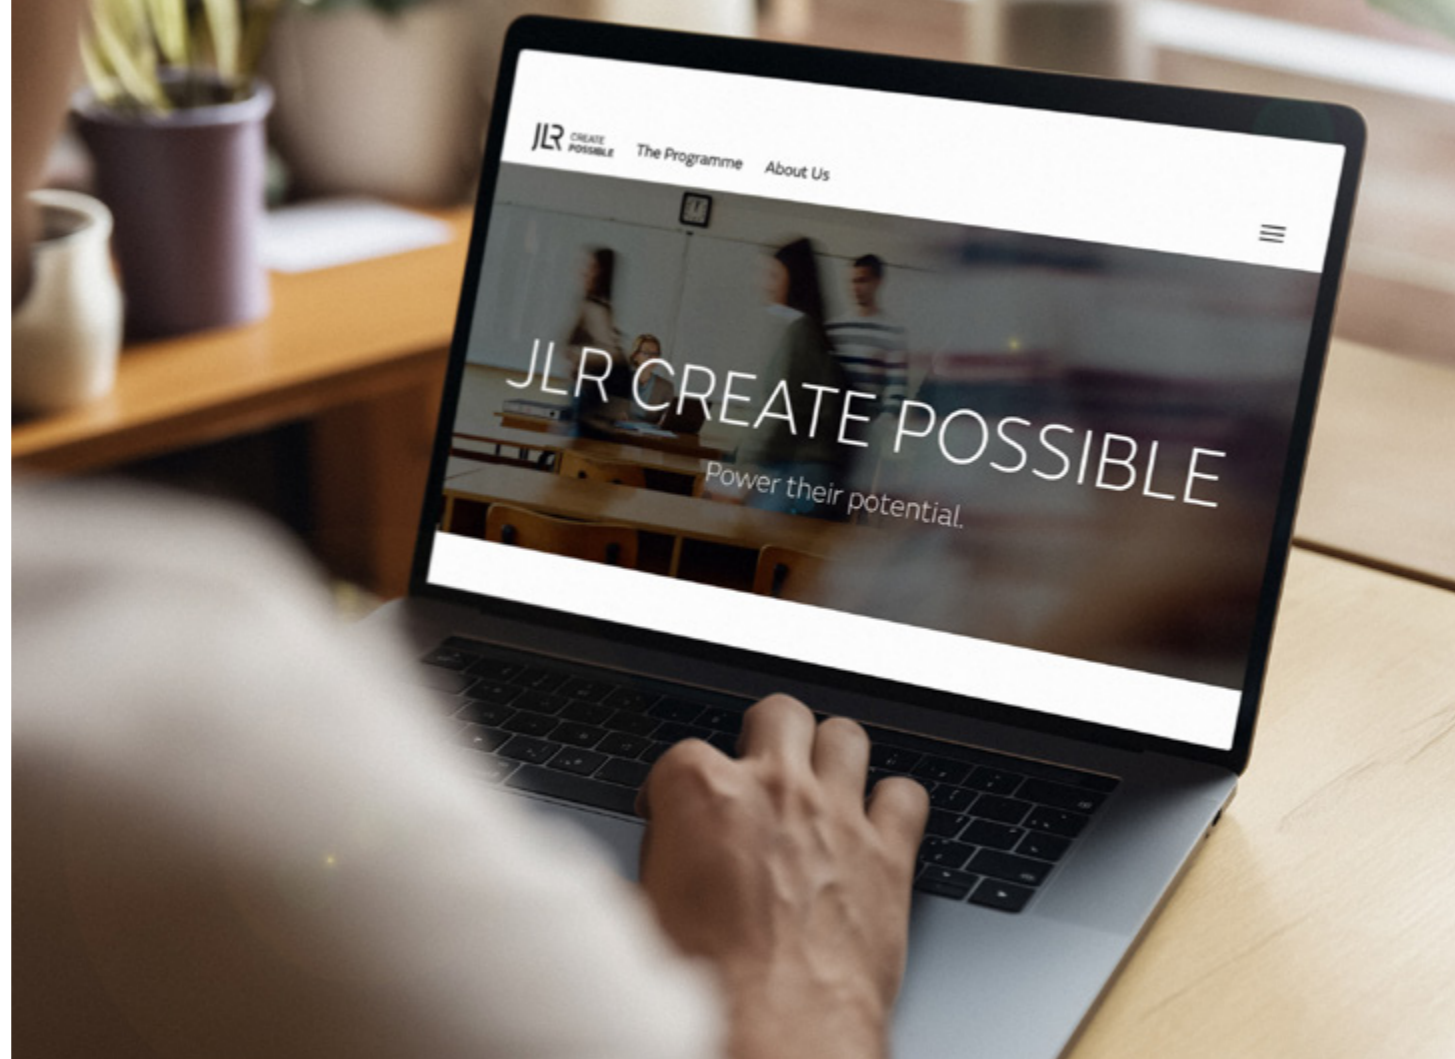 JLR CREATE
POSSIBLE
The Programme
About Us
JLR CREATE POSSIBLE
Power their potential.